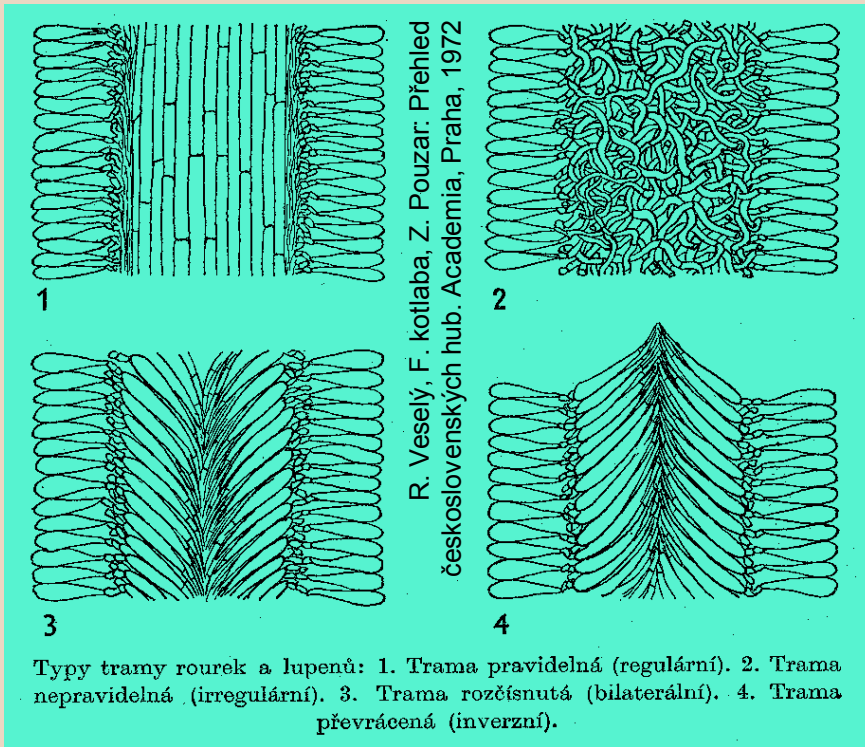 1
2
R. Veselý, F. kotlaba, Z. Pouzar: Přehled
československých hub. Academia, Praha, 1972
3
4
Typy tramy rourek a lupenů: 1. Trama pravidelná (regulární). 2. Trama
nepravidelná (irregulární). 3. Trama rozčísnutá (bilaterální). 4. Trama
převrácená (inverzní).